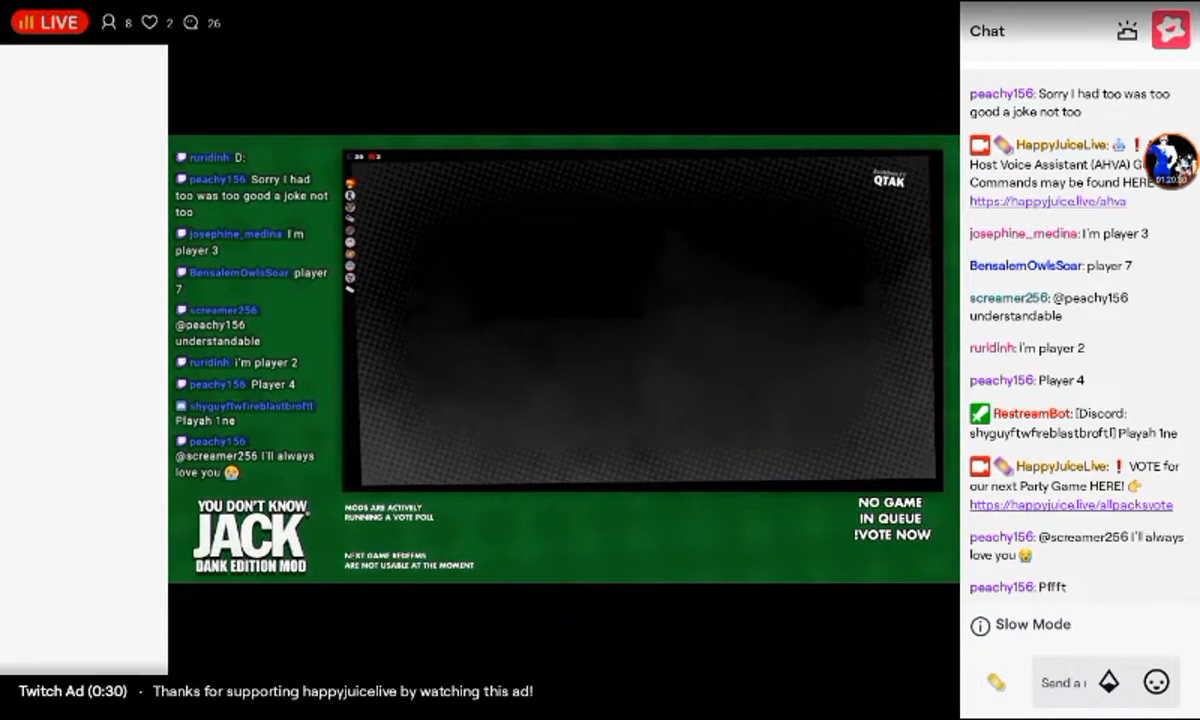 LIVE 8 2 26
ruridinh D:
peachy156 Sorry I had
too was too good a joke not
too
josephine_medina I'm
player 3
BensalemOwlsSoar player
7
screamer256
@peachy156
understandable
ruridinh i'm player 2
peachy156 Player 4
shyguyftwfireblastbroftl
Playah 1ne
peachy156
@screamer256 I'll always
love you 😭
QTAK
YOU DON'T KNOW
JACK
DANK EDITION MOD
MODS ARE ACTIVELY
RUNNING A VOTE POLL
NEXT GAME REDEEMS
ARE NOT USABLE AT THE MOMENT
NO GAME
IN QUEUE
!VOTE NOW
Twitch Ad (0:30) · Thanks for supporting happyjuicelive by watching this ad!
Chat
peachy156: Sorry I had too was too
good a joke not too
HappyJuiceLive: ❗
Host Voice Assistant (AHVA)
Commands may be found HERE
https://happyjuice.live/ahva
01:20:50
josephine_medina: I'm player 3
BensalemOwlsSoar: player 7
screamer256: @peachy156
understandable
ruridinh: i'm player 2
peachy156: Player 4
RestreamBot: [Discord:
shyguyftwfireblastbroftl] Playah 1ne
HappyJuiceLive: ❗ VOTE for
our next Party Game HERE! 👉
https://happyjuice.live/allpacksvote
peachy156: @screamer256 I'll always
love you 😭
peachy156: Pffft
Slow Mode
Send a